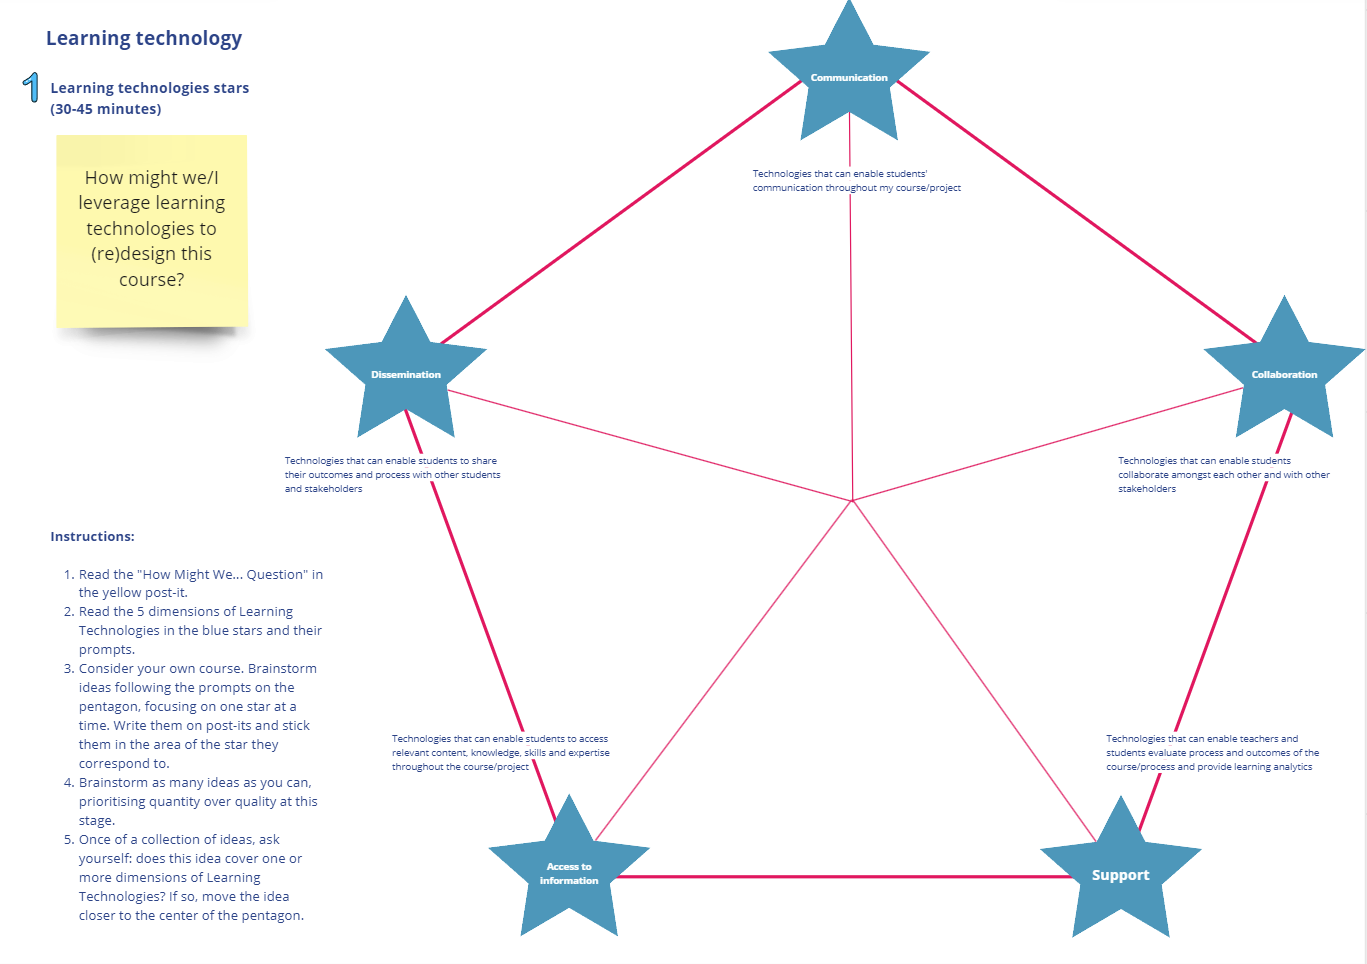 Learning technology
1
Learning technologies stars
(30-45 minutes)
How might we/I
leverage learning
technologies to
(re)design this
course?
Instructions:
1. Read the "How Might We... Question" in
the yellow post-it.
2. Read the 5 dimensions of Learning
Technologies in the blue stars and their
prompts.
3. Consider your own course. Brainstorm
ideas following the prompts on the
pentagon, focusing on one star at a
time. Write them on post-its and stick
them in the area of the star they
correspond to.
4. Brainstorm as many ideas as you can,
prioritising quantity over quality at this
stage.
5. Once of a collection of ideas, ask
yourself: does this idea cover one or
more dimensions of Learning
Technologies? If so, move the idea
closer to the center of the pentagon.
Communication
Technologies that can enable students'
communication throughout my course/project
Dissemination
Technologies that can enable students to share
their outcomes and process with other students
and stakeholders
Collaboration
Technologies that can enable students
collaborate amongst each other and with other
stakeholders
Technologies that can enable students to access
relevant content, knowledge, skills and expertise
throughout the course/project
Access to
information
Technologies that can enable teachers and
students evaluate process and outcomes of the
course/process and provide learning analytics
Support